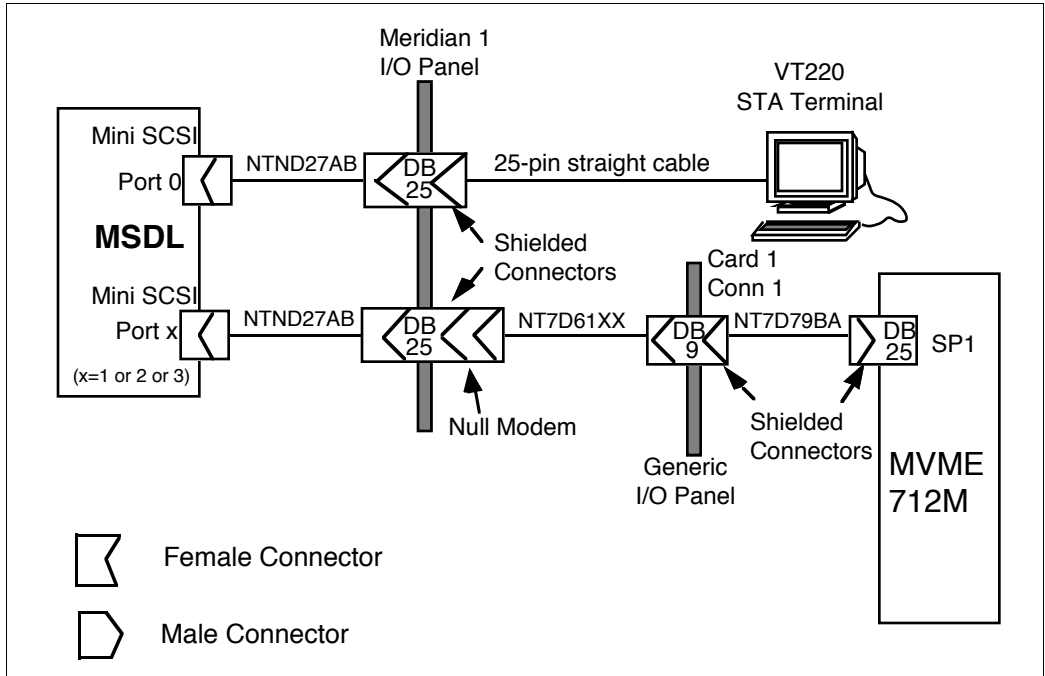 Meridian 1
I/O Panel
VT220
STA Terminal
Mini SCSI
Port 0
NTND27AB
DB
25
25-pin straight cable
MSDL
Shielded
Connectors
Card 1
Conn 1
Mini SCSI
Port x
(x=1 or 2 or 3)
NTND27AB
DB
25
NT7D61XX
DB
9
NT7D79BA
DB
25
SP1
Null Modem
Shielded
Connectors
Generic
I/O Panel
MVME
712M
Female Connector
Male Connector